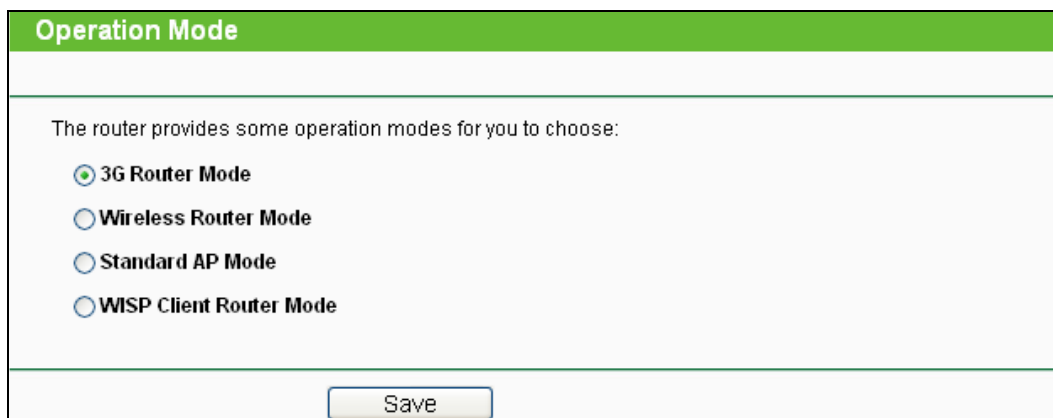 Operation Mode
The router provides some operation modes for you to choose:
3G Router Mode
Wireless Router Mode
Standard AP Mode
WISP Client Router Mode
Save